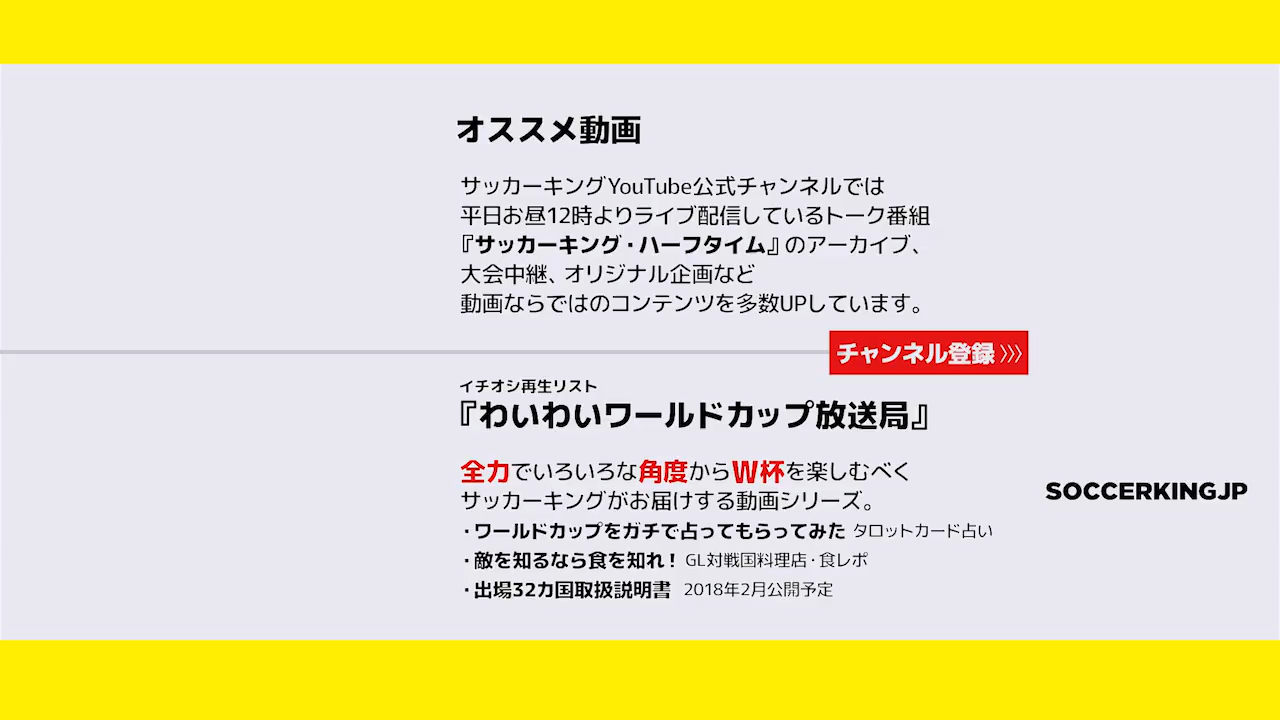 オススメ動画
サッカーキングYouTube公式チャンネルでは
平日お昼12時よりライブ配信しているトーク番組
『サッカーキング・ハーフタイム』のアーカイブ、
大会中継、オリジナル企画など
動画ならではのコンテンツを多数UPしています。
チャンネル登録 》〉
イチオシ再生リスト
『わいわいワールドカップ放送局』
全力でいろいろな角度からW杯を楽しむべく
サッカーキングがお届けする動画シリーズ。
・ワールドカップをガチで占ってもらってみた タロットカード占い
・敵を知るなら食を知れ！ GL対戦国料理店・食レポ
・出場32カ国取扱説明書 2018年2月公開予定
SOCCERKINGJP